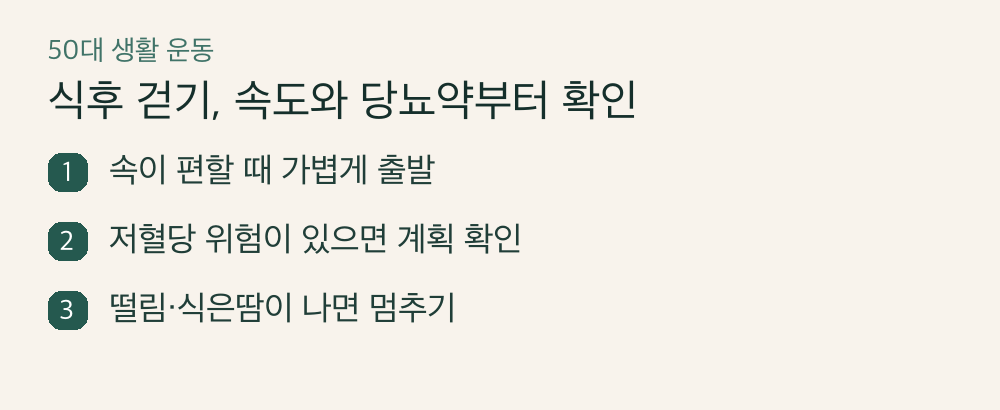 50대 생활 운동
식후 걷기, 속도와 당뇨약부터 확인
1 속이 편할 때 가볍게 출발
2 저혈당 위험이 있으면 계획 확인
3 떨림·식은땀이 나면 멈추기